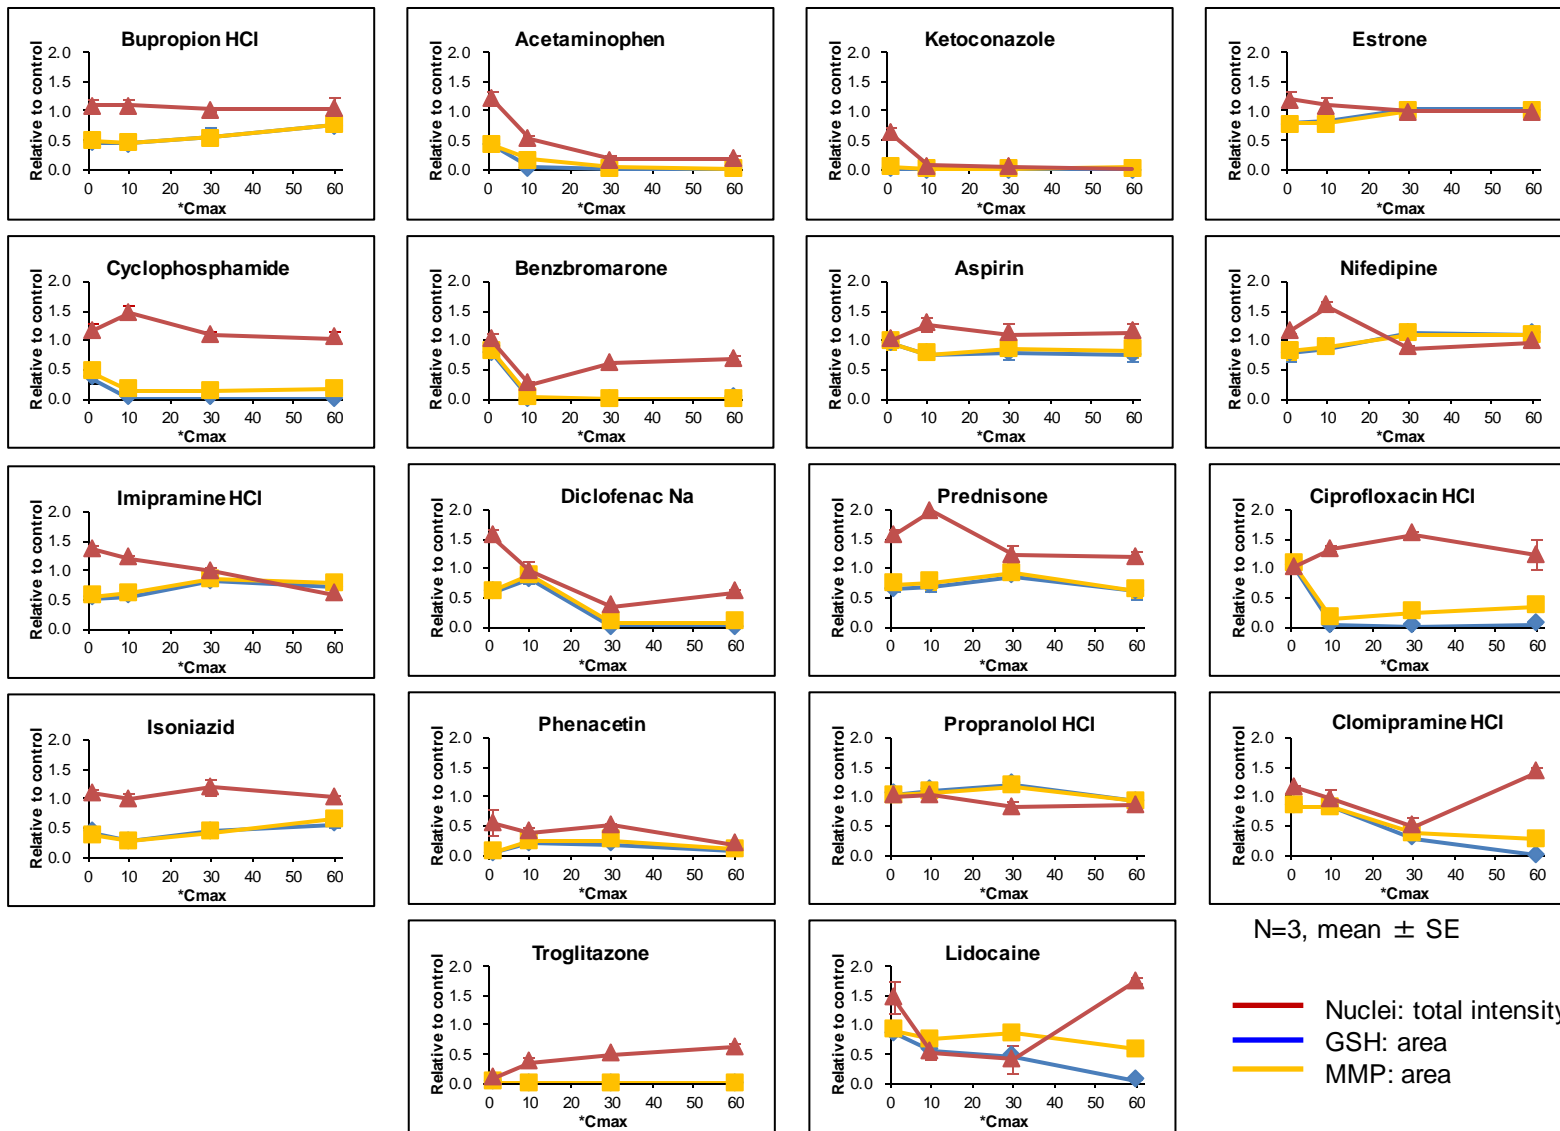 Bupropion HCl
Relative to control
2.0
1.5
1.0
0.5
0.0
0 10 20 30 40 50 60
*Cmax
Acetaminophen
Relative to control
2.0
1.5
1.0
0.5
0.0
0 10 20 30 40 50 60
*Cmax
Ketoconazole
Relative to control
2.0
1.5
1.0
0.5
0.0
0 10 20 30 40 50 60
*Cmax
Estrone
Relative to control
2.0
1.5
1.0
0.5
0.0
0 10 20 30 40 50 60
*Cmax
Cyclophosphamide
Relative to control
2.0
1.5
1.0
0.5
0.0
0 10 20 30 40 50 60
*Cmax
Benzbromarone
Relative to control
2.0
1.5
1.0
0.5
0.0
0 10 20 30 40 50 60
*Cmax
Aspirin
Relative to control
2.0
1.5
1.0
0.5
0.0
0 10 20 30 40 50 60
*Cmax
Nifedipine
Relative to control
2.0
1.5
1.0
0.5
0.0
0 10 20 30 40 50 60
*Cmax
Imipramine HCl
Relative to control
2.0
1.5
1.0
0.5
0.0
0 10 20 30 40 50 60
*Cmax
Diclofenac Na
Relative to control
2.0
1.5
1.0
0.5
0.0
0 10 20 30 40 50 60
*Cmax
Prednisone
Relative to control
2.0
1.5
1.0
0.5
0.0
0 10 20 30 40 50 60
*Cmax
Ciprofloxacin HCl
Relative to control
2.0
1.5
1.0
0.5
0.0
0 10 20 30 40 50 60
*Cmax
Isoniazid
Relative to control
2.0
1.5
1.0
0.5
0.0
0 10 20 30 40 50 60
*Cmax
Phenacetin
Relative to control
2.0
1.5
1.0
0.5
0.0
0 10 20 30 40 50 60
*Cmax
Propranolol HCl
Relative to control
2.0
1.5
1.0
0.5
0.0
0 10 20 30 40 50 60
*Cmax
Clomipramine HCl
Relative to control
2.0
1.5
1.0
0.5
0.0
0 10 20 30 40 50 60
*Cmax
Troglitazone
Relative to control
2.0
1.5
1.0
0.5
0.0
0 10 20 30 40 50 60
*Cmax
Lidocaine
Relative to control
2.0
1.5
1.0
0.5
0.0
0 10 20 30 40 50 60
*Cmax
N=3, mean ± SE
Nuclei: total intensity
GSH: area
MMP: area